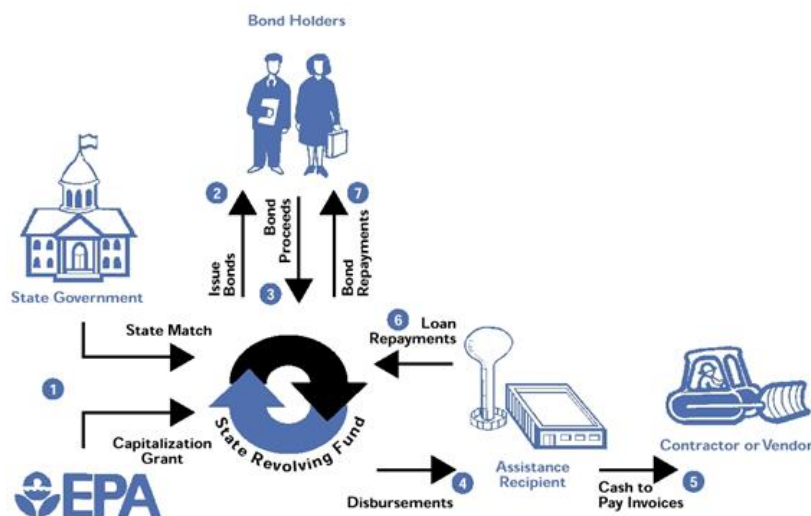 Bond Holders
2
7
Issue
Bonds
Bond
Proceeds
Bond
Repayments
3
State Government
State Match
6
Loan
Repayments
1
State Revolving Fund
Capitalization
Grant
EPA
Contractor or Vendor
Assistance
Recipient
Disbursements
4
Cash to
Pay Invoices
5